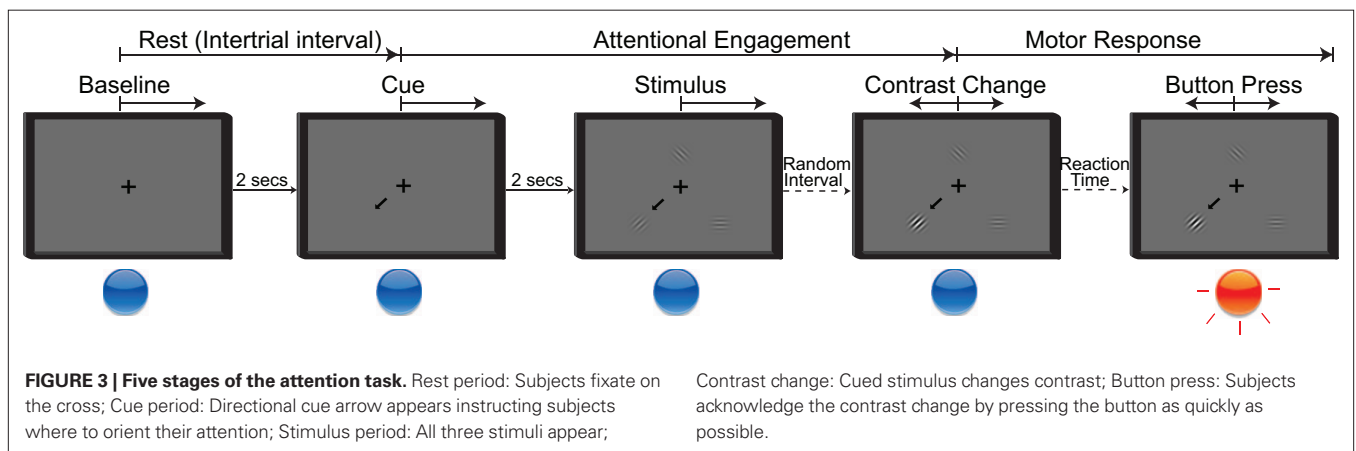 Rest (Intertrial interval) Attentional Engagement Motor Response
Baseline Cue Stimulus Contrast Change Button Press
2 secs 2 secs Random Interval Reaction Time
FIGURE 3 | Five stages of the attention task. Rest period: Subjects fixate on
the cross; Cue period: Directional cue arrow appears instructing subjects
where to orient their attention; Stimulus period: All three stimuli appear;
Contrast change: Cued stimulus changes contrast; Button press: Subjects
acknowledge the contrast change by pressing the button as quickly as
possible.